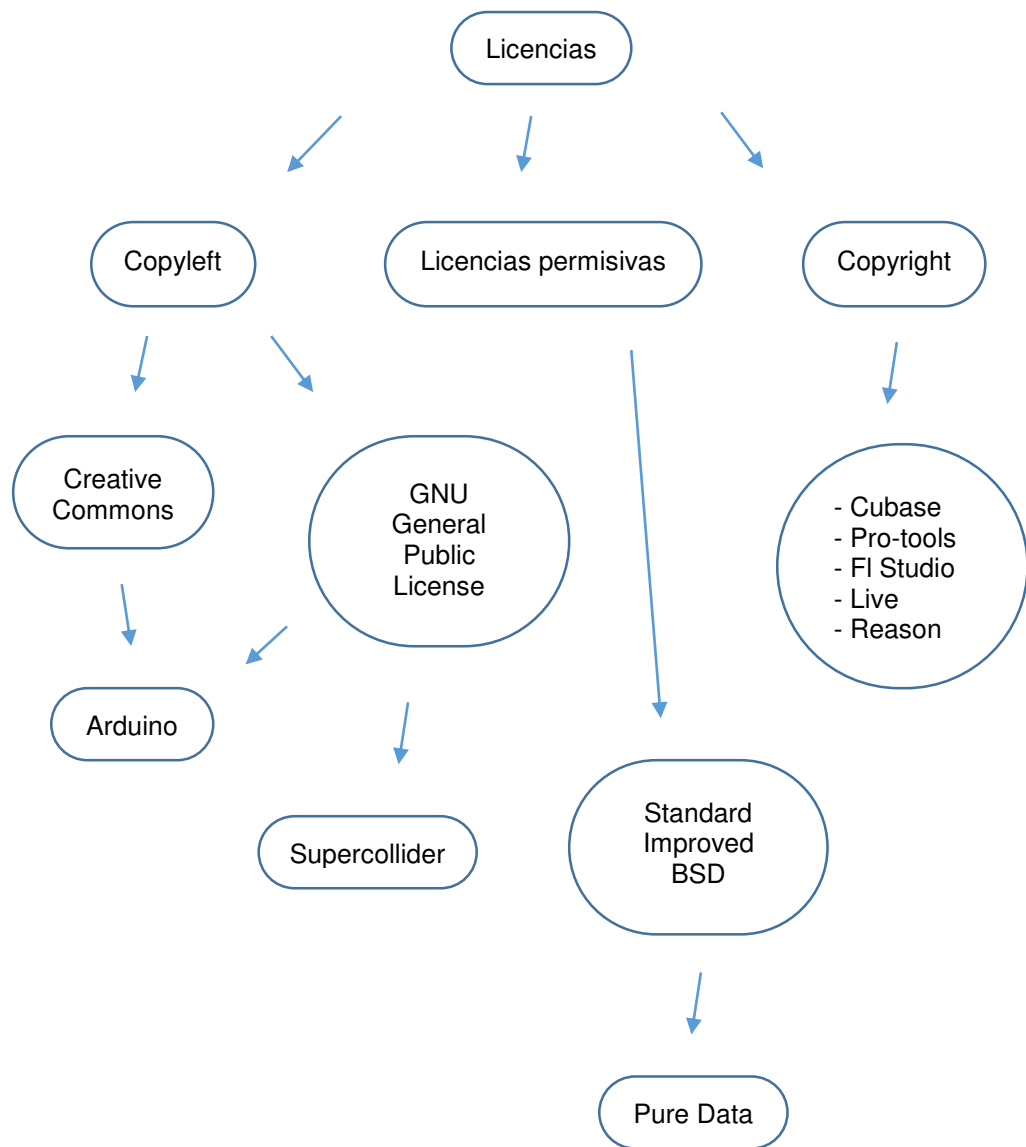 Licencias
Copyleft
Licencias permisivas
Copyright
Creative
Commons
GNU
General
Public
License
- Cubase
- Pro-tools
- Fl Studio
- Live
- Reason
Arduino
Supercollider
Standard
Improved
BSD
Pure Data